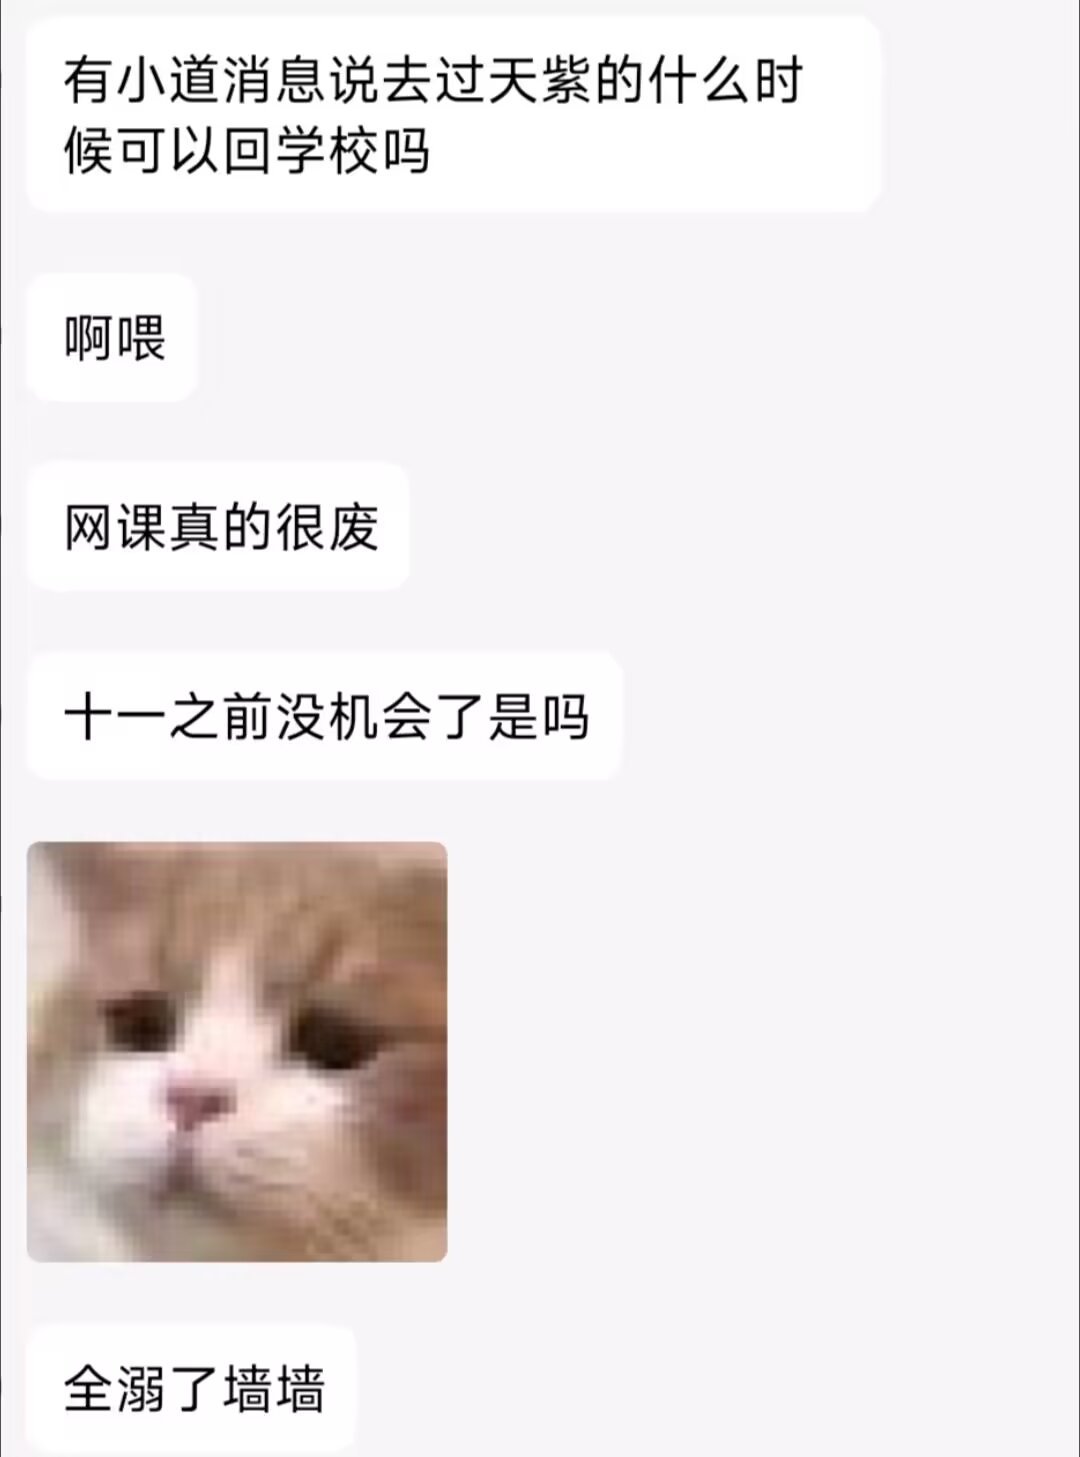 有小道消息说去过天紫的什么时
候可以回学校吗
啊喂
网课真的很废
十一之前没机会了是吗
全溺了墙墙